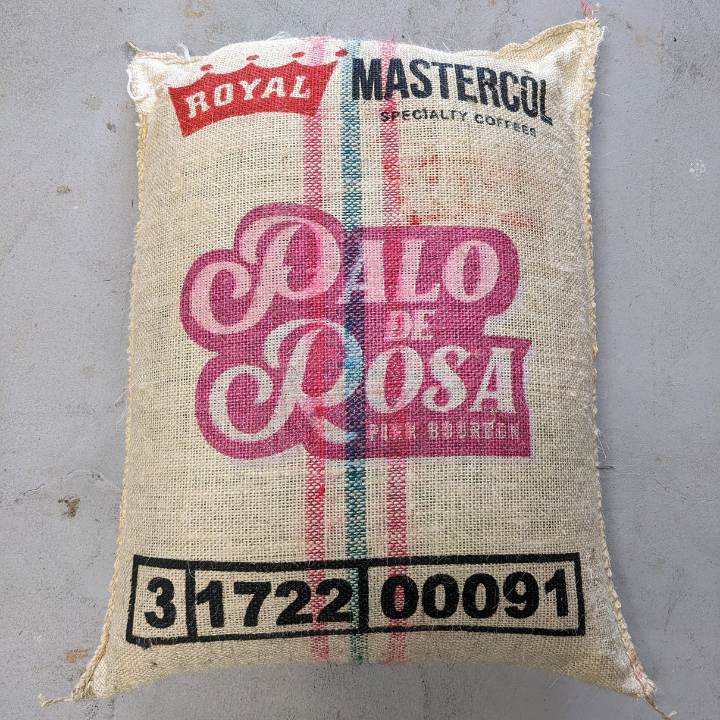 ROYAL
MASTERCOL
SPECIALTY COFFEES
PALO
DE
ROSA
PINK BOURBON
3 1722 00091